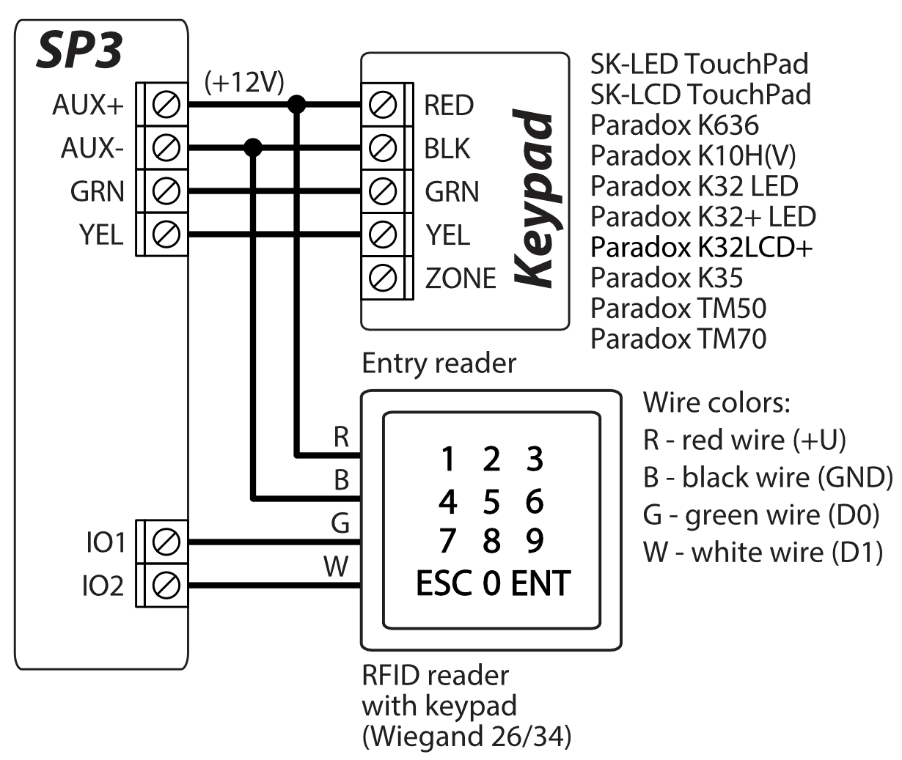 SP3
AUX+
AUX-
GRN
YEL
(+12V)
RED
BLK
GRN
YEL
ZONE
Keypad
SK-LED TouchPad
SK-LCD TouchPad
Paradox K636
Paradox K10H(V)
Paradox K32 LED
Paradox K32+ LED
Paradox K32LCD+
Paradox K35
Paradox TM50
Paradox TM70
Entry reader
R
B
G
W
IO1
IO2
1 2 3
4 5 6
7 8 9
ESC 0 ENT
Wire colors:
R - red wire (+U)
B - black wire (GND)
G - green wire (D0)
W - white wire (D1)
RFID reader
with keypad
(Wiegand 26/34)